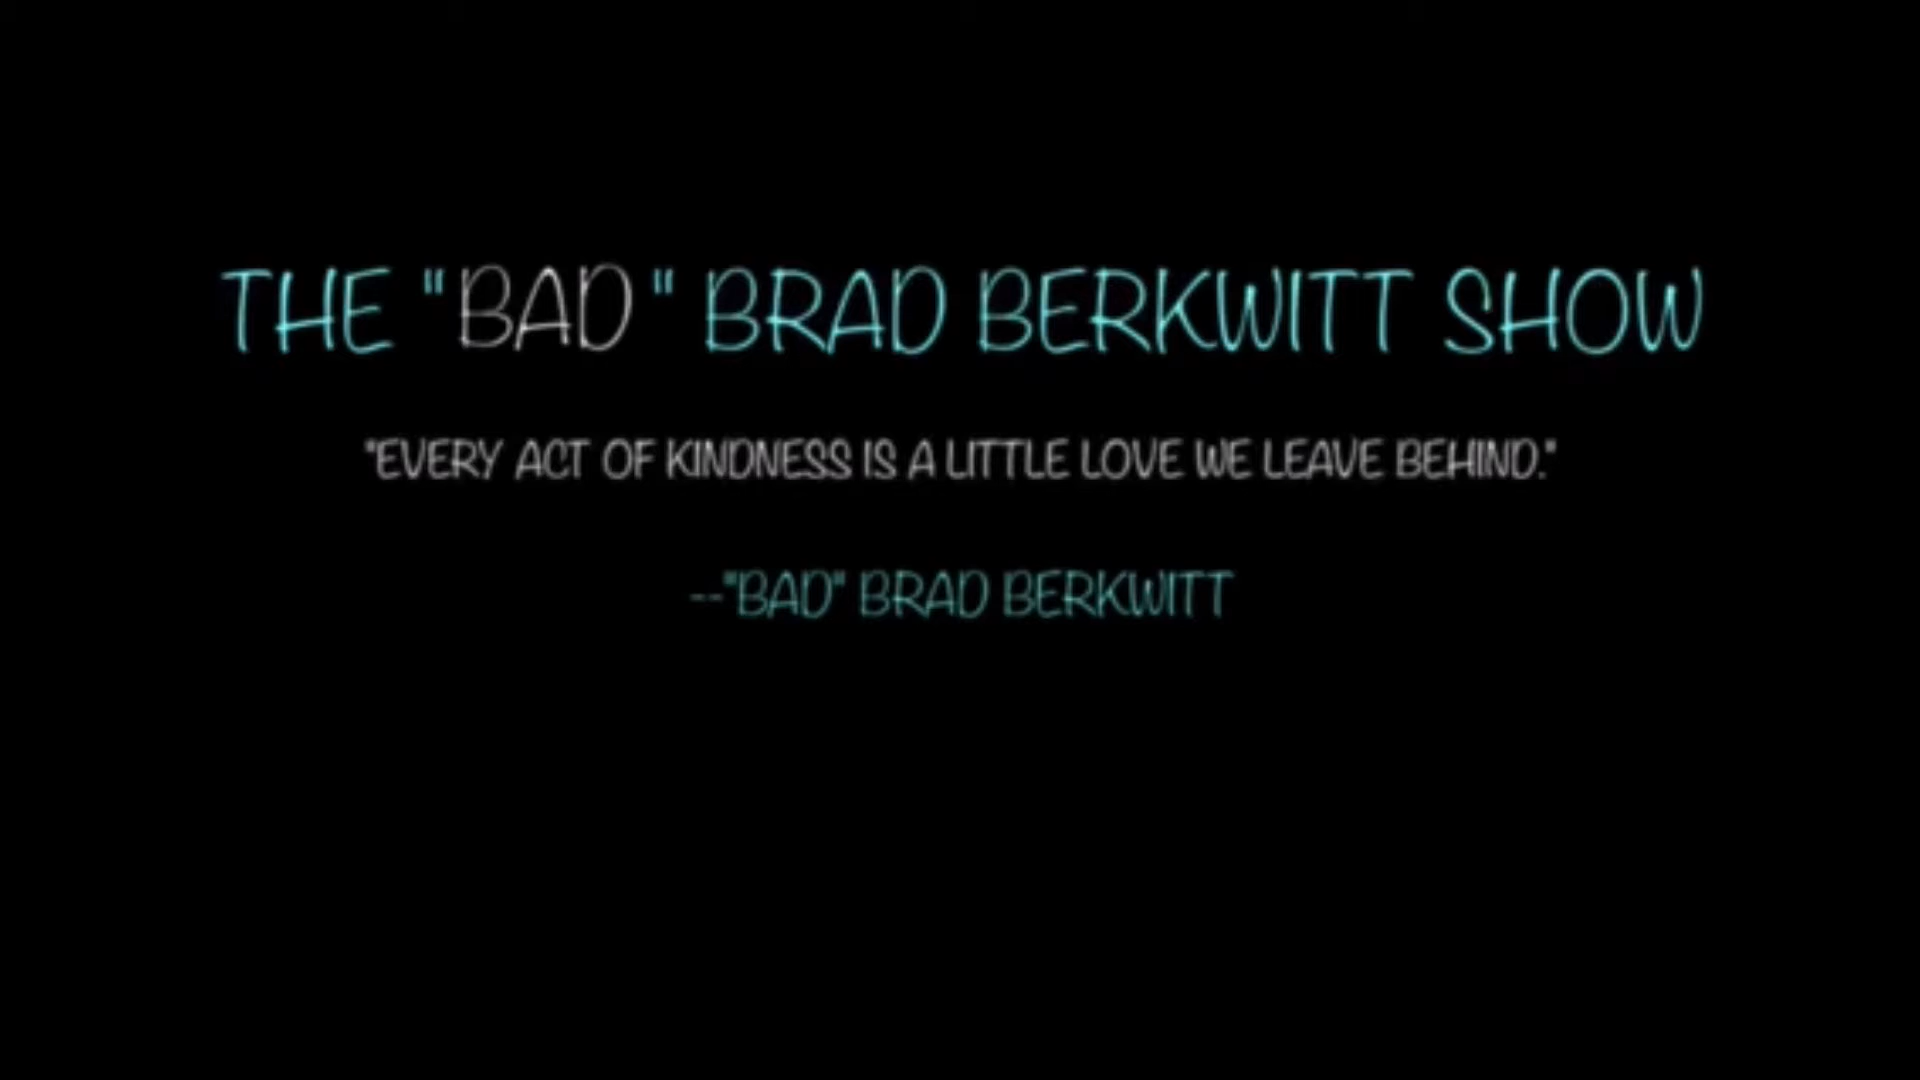 THE "BAD" BRAD BERKWITT SHOW
"EVERY ACT OF KINDNESS IS A LITTLE LOVE WE LEAVE BEHIND."
--"BAD" BRAD BERKWITT